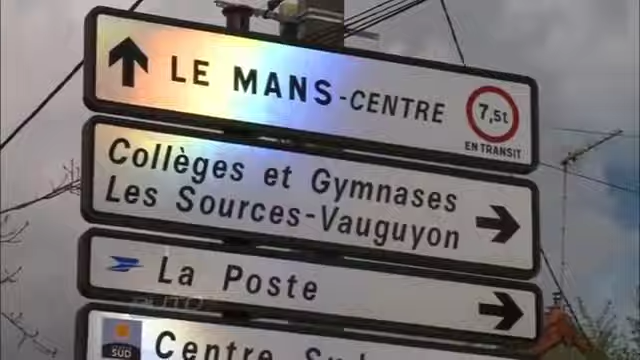 LE MANS-CENTRE
7,5t
EN TRANSIT
Collèges et Gymnases
Les Sources-Vauguyon
La Poste
SUD
Centre